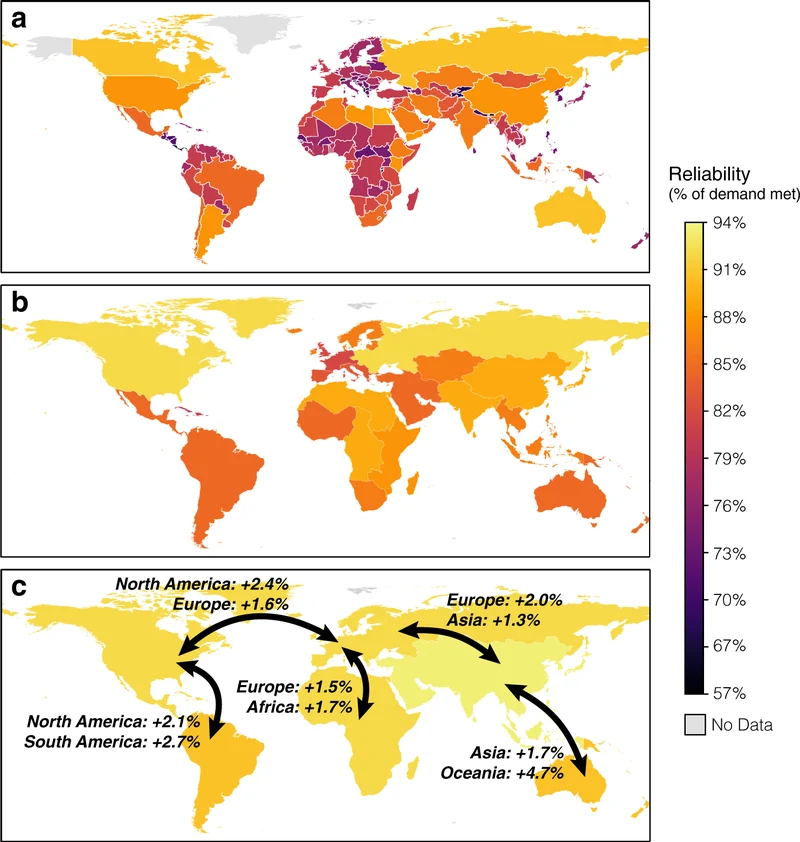 a
Reliability
(% of demand met)
94%
91%
88%
85%
82%
79%
76%
73%
70%
67%
57%
No Data
b
c
North America: +2.4%
Europe: +1.6%
Europe: +2.0%
Asia: +1.3%
Europe: +1.5%
Africa: +1.7%
North America: +2.1%
South America: +2.7%
Asia: +1.7%
Oceania: +4.7%